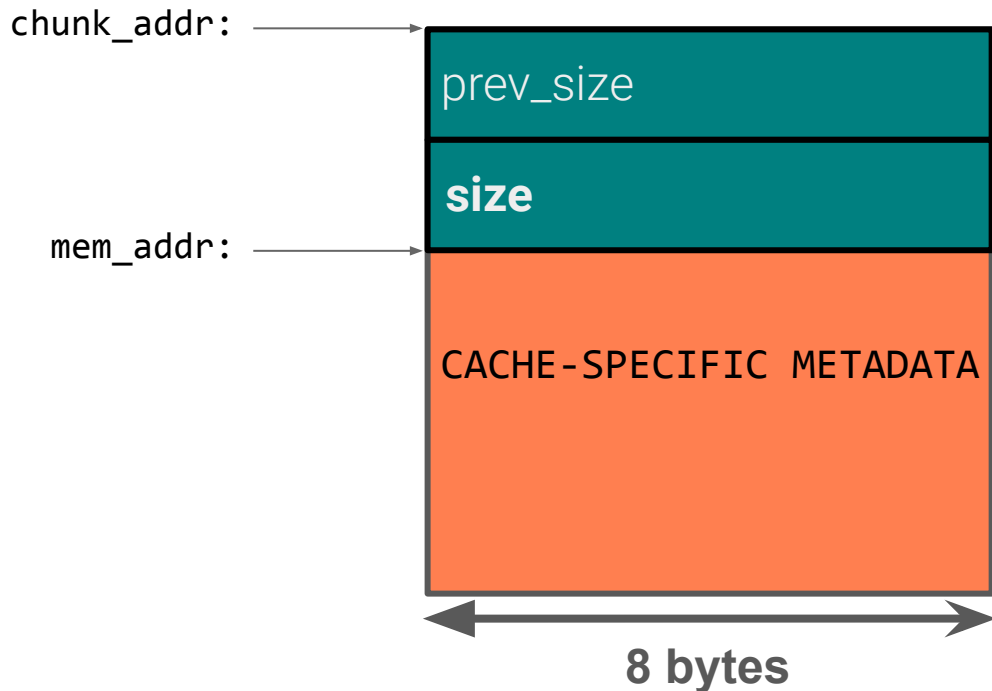 chunk_addr:
prev_size
size
mem_addr:
CACHE-SPECIFIC METADATA
8 bytes